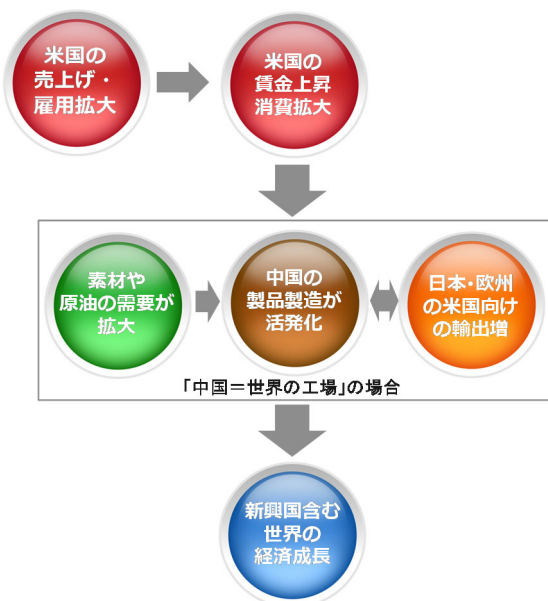 米国の
売上げ・
雇用拡大
米国の
賃金上昇
消費拡大
素材や
原油の需要が
拡大
中国の
製品製造が
活発化
日本・欧州
の米国向け
の輸出増
「中国＝世界の工場」の場合
新興国含む
世界の
経済成長